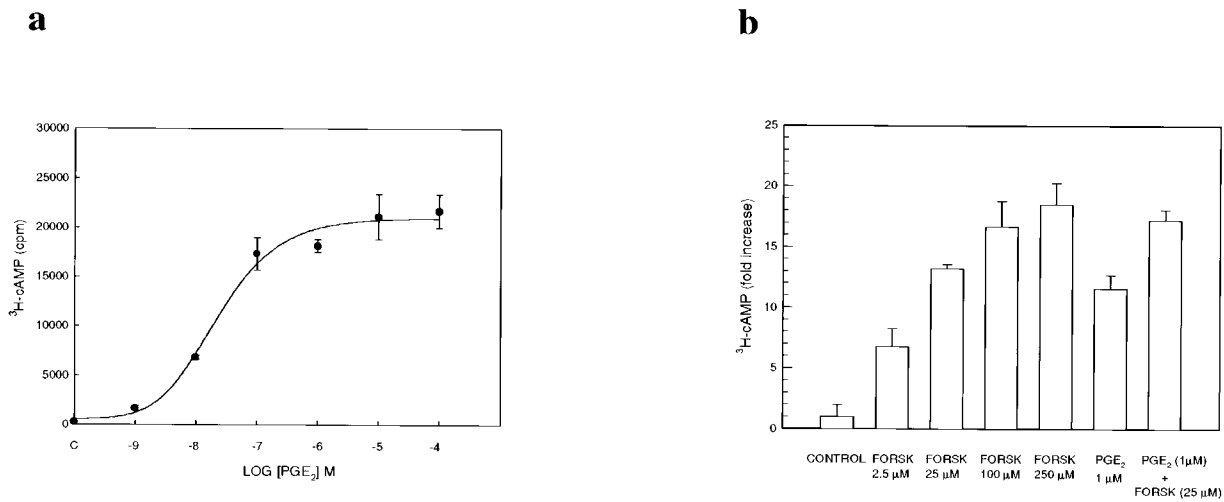 a
30000
25000
20000
15000
10000
5000
0
³H-cAMP (cpm)
C -9 -8 -7 -6 -5 -4
LOG [PGE₂] M
b
25
20
15
10
5
0
³H-cAMP (fold increase)
CONTROL FORSK FORSK FORSK FORSK PGE₂ PGE₂ (1µM)
2.5 µM 25 µM 100 µM 250 µM 1 µM +
FORSK (25 µM)